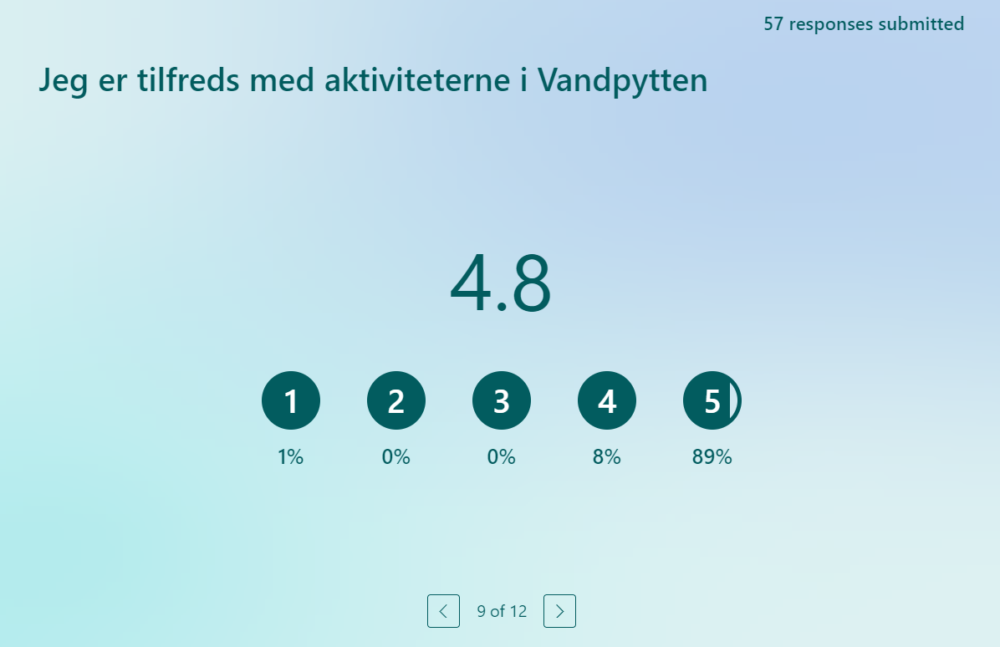 57 responses submitted
Jeg er tilfreds med aktiviteterne i Vandpytten
4.8
1 2 3 4 5
1% 0% 0% 8% 89%
9 of 12